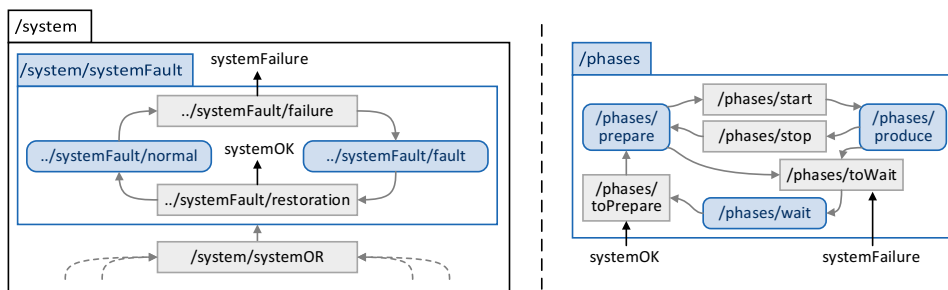 /system
/system/systemFault
systemFailure
../systemFault/failure
../systemFault/normal
systemOK
../systemFault/fault
../systemFault/restoration
/system/systemOR
/phases
/phases/
prepare
/phases/start
/phases/stop
/phases/
produce
/phases/toWait
/phases/
toPrepare
/phases/wait
systemOK
systemFailure